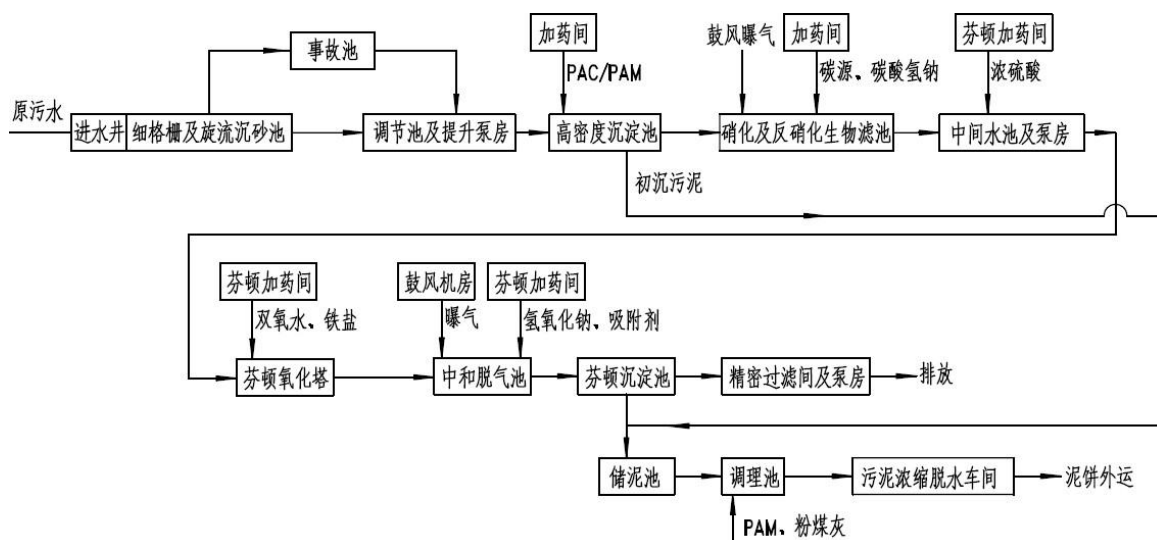 事故池
加药间
鼓风曝气
加药间
芬顿加药间
PAC/PAM
碳源、碳酸氢钠
浓硫酸
原污水
进水井
细格栅及旋流沉砂池
调节池及提升泵房
高密度沉淀池
硝化及反硝化生物滤池
中间水池及泵房
初沉污泥
芬顿加药间
鼓风机房
芬顿加药间
双氧水、铁盐
曝气
氢氧化钠、吸附剂
芬顿氧化塔
中和脱气池
芬顿沉淀池
精密过滤间及泵房
排放
储泥池
调理池
污泥浓缩脱水车间
泥饼外运
PAM、粉煤灰